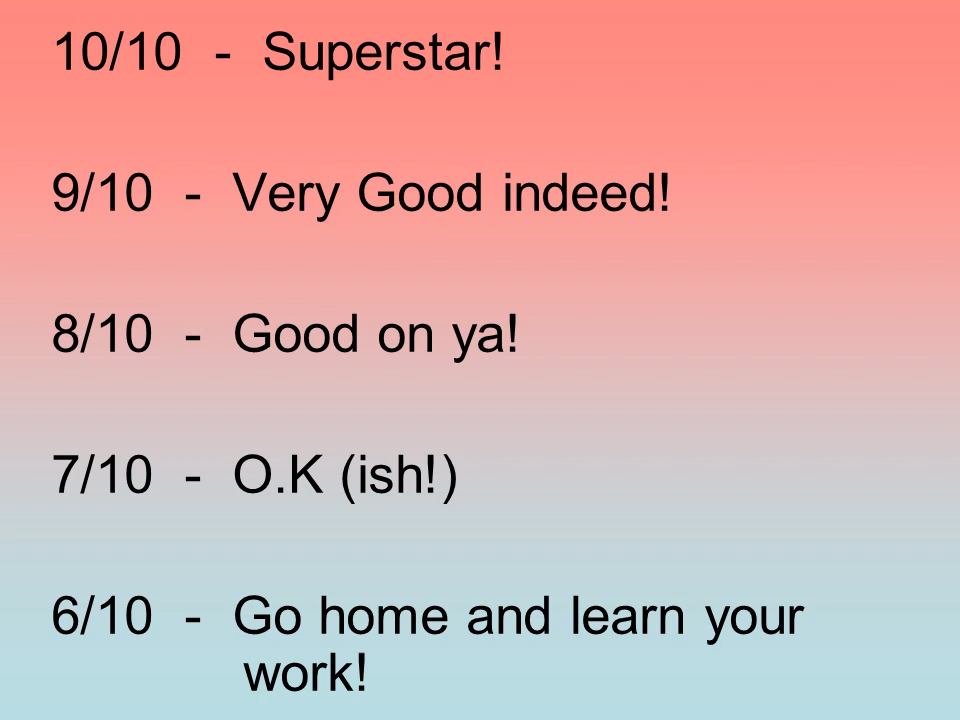 10/10 - Superstar!
9/10 - Very Good indeed!
8/10 - Good on ya!
7/10 - O.K (ish!)
6/10 - Go home and learn your
work!